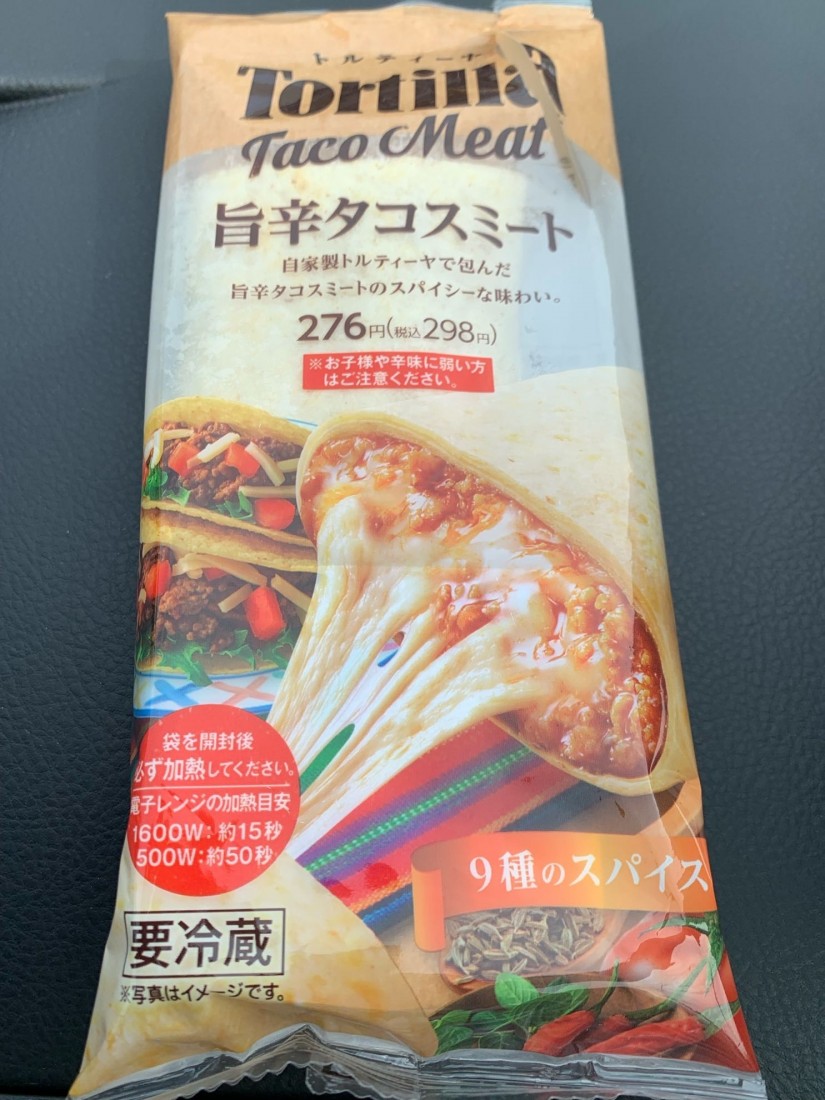 トルティーヤ
Tortilla
Taco Meat
旨辛タコスミート
自家製トルティーヤで包んだ
旨辛タコスミートのスパイシーな味わい。
276円(税込298円)
※お子様や辛味に弱い方
はご注意ください。
袋を開封後
必ず加熱してください。
電子レンジの加熱目安
1600W:約15秒
500W:約50秒
9種のスパイス
要冷蔵
※写真はイメージです。